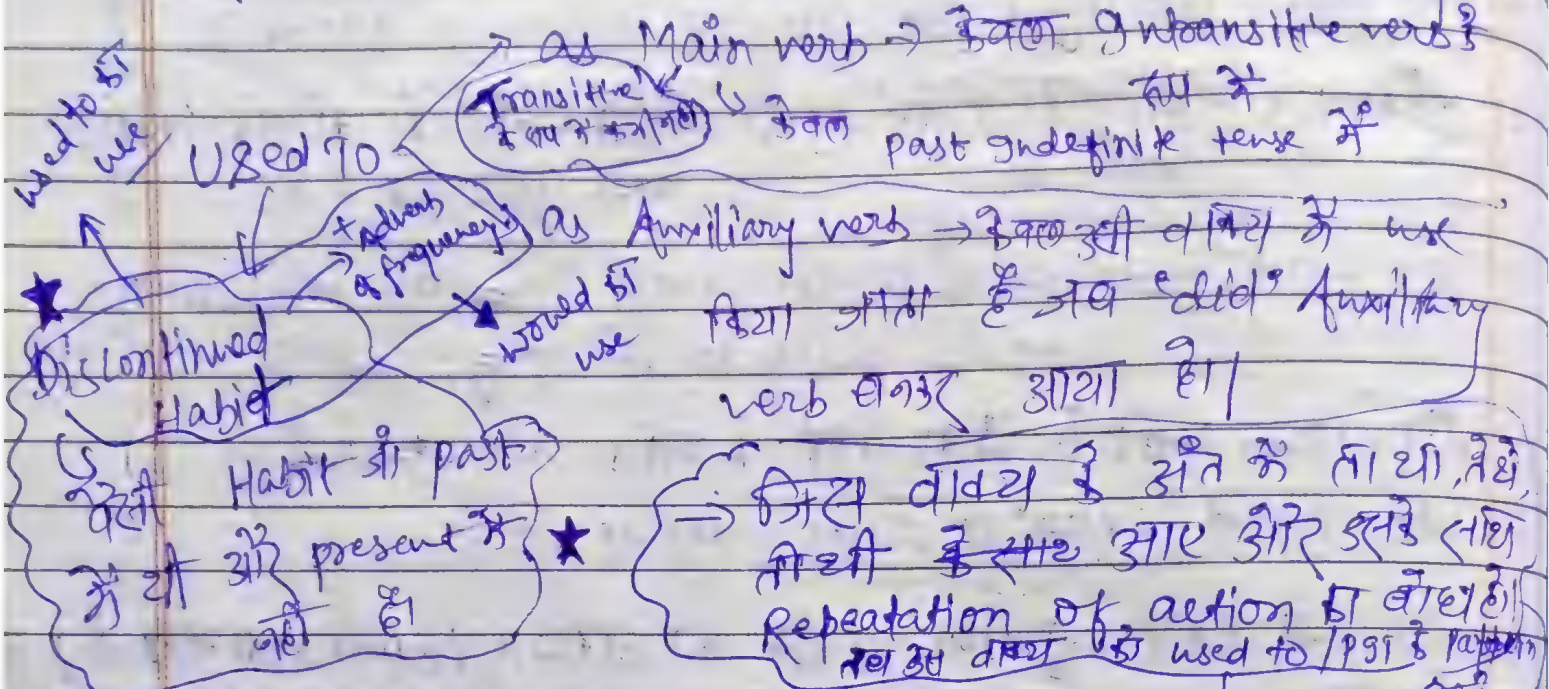 as Main verb → केवल Intransitive verb के
रूप में
Transitive
के रूप में कभी नहीं
केवल past Indefinite tense में
used to का
use
Used to
+ Adverb
of frequency
as Auxiliary verb → केवल उसी वाक्य में use
किया जाता है जब "did" Auxiliary
verb बनकर आया हो।
would का
use
Discontinued
Habit
वैसी Habit जो past
में थी और present में
नहीं है।
→ जिस वाक्य के अंत में ता था, ते थे,
ती थी के साथ आए और इसके साथ
Repeatation of action का बोध हो।
तब उस वाक्य को used to / PST के